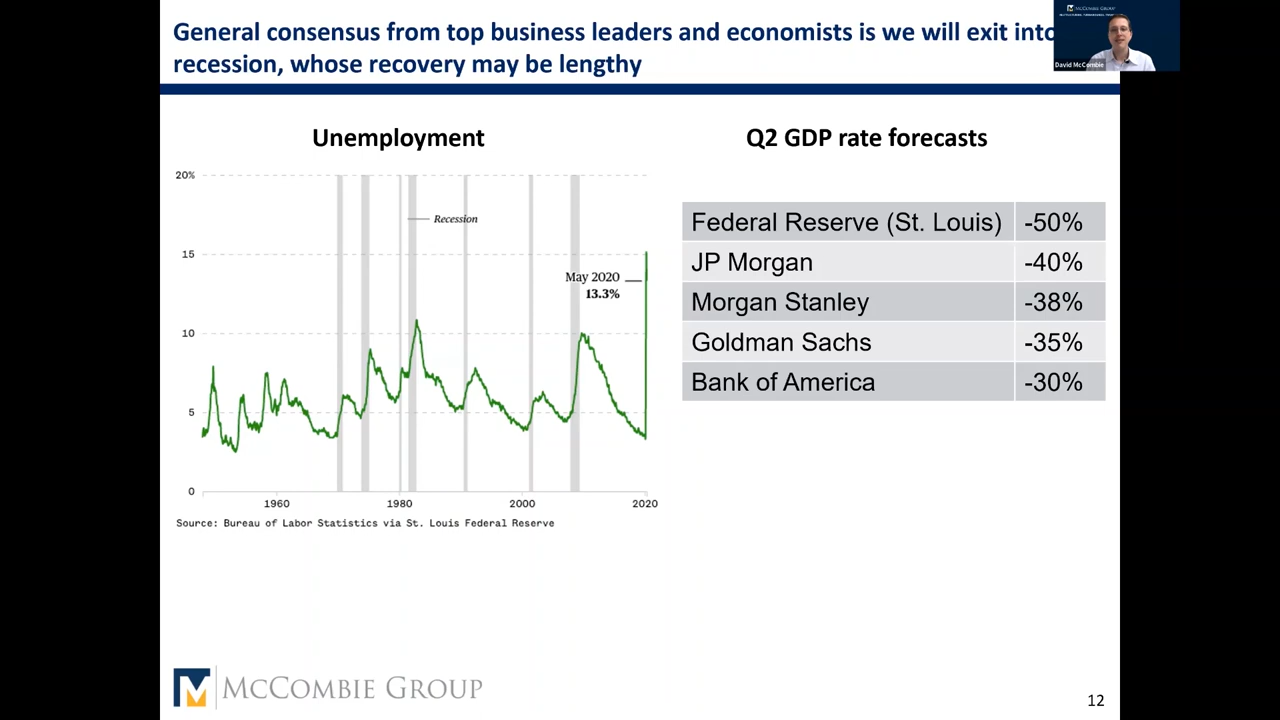 General consensus from top business leaders and economists is we will exit into
recession, whose recovery may be lengthy
McCombie Group
David McCombie
Unemployment
Q2 GDP rate forecasts
20%
15
10
5
0
Recession
May 2020
13.3%
1960 1980 2000 2020
Source: Bureau of Labor Statistics via St. Louis Federal Reserve
Federal Reserve (St. Louis) -50%
JP Morgan -40%
Morgan Stanley -38%
Goldman Sachs -35%
Bank of America -30%
McCombie Group
12